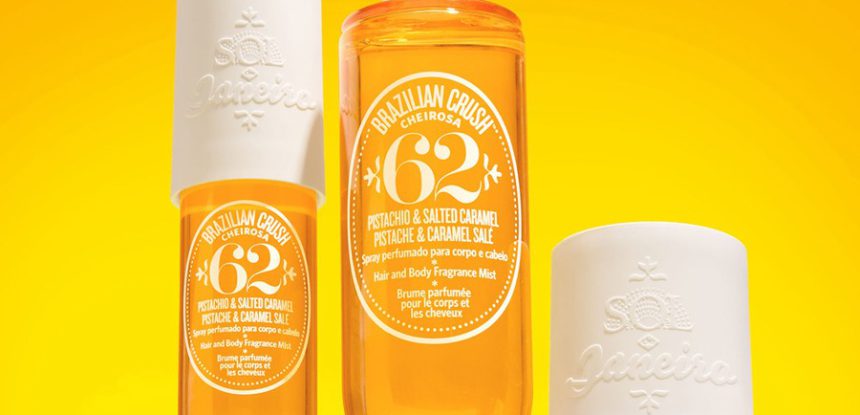 SOL
de
Janeiro
BRAZILIAN CRUSH
CHEIROSA
62
PISTACHIO & SALTED CARAMEL
PISTACHE & CARAMEL SALÉ
Spray perfumado para corpo e cabelo
*
Hair and Body Fragrance Mist
*
Brume parfumée
pour le corps et
les cheveux
BRAZILIAN CRUSH™
CHEIROSA
62
PISTACHIO & SALTED CARAMEL
PISTACHE & CARAMEL SALÉ
Spray perfumado para corpo e cabelo
*
Hair and Body Fragrance Mist
*
Brume parfumée
pour le corps et
les cheveux
SOL
de
Janeiro